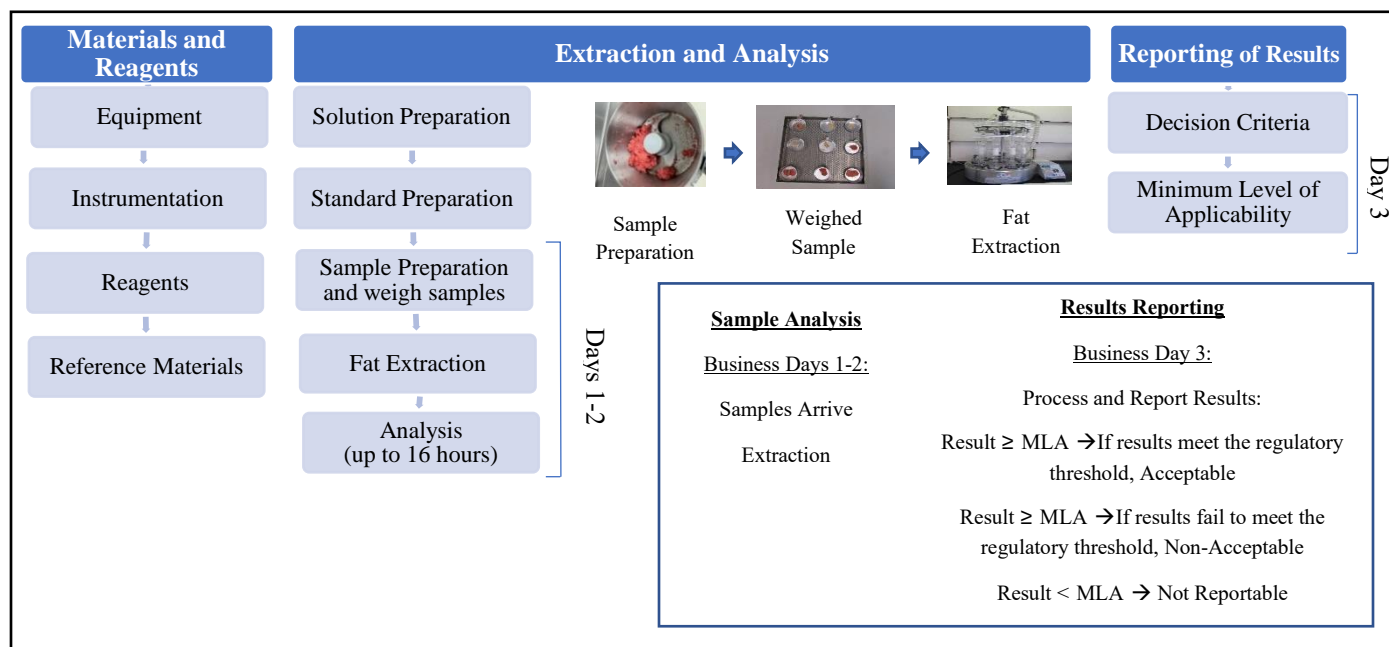 Materials and
Reagents
Equipment
Instrumentation
Reagents
Reference Materials
Extraction and Analysis
Solution Preparation
Standard Preparation
Sample Preparation
and weigh samples
Fat Extraction
Analysis
(up to 16 hours)
Days 1-2
Sample
Preparation
Weighed
Sample
Fat
Extraction
Reporting of Results
Decision Criteria
Minimum Level of
Applicability
Day 3
Sample Analysis
Business Days 1-2:
Samples Arrive
Extraction
Results Reporting
Business Day 3:
Process and Report Results:
Result ≥ MLA →If results meet the regulatory
threshold, Acceptable
Result ≥ MLA →If results fail to meet the
regulatory threshold, Non-Acceptable
Result < MLA → Not Reportable